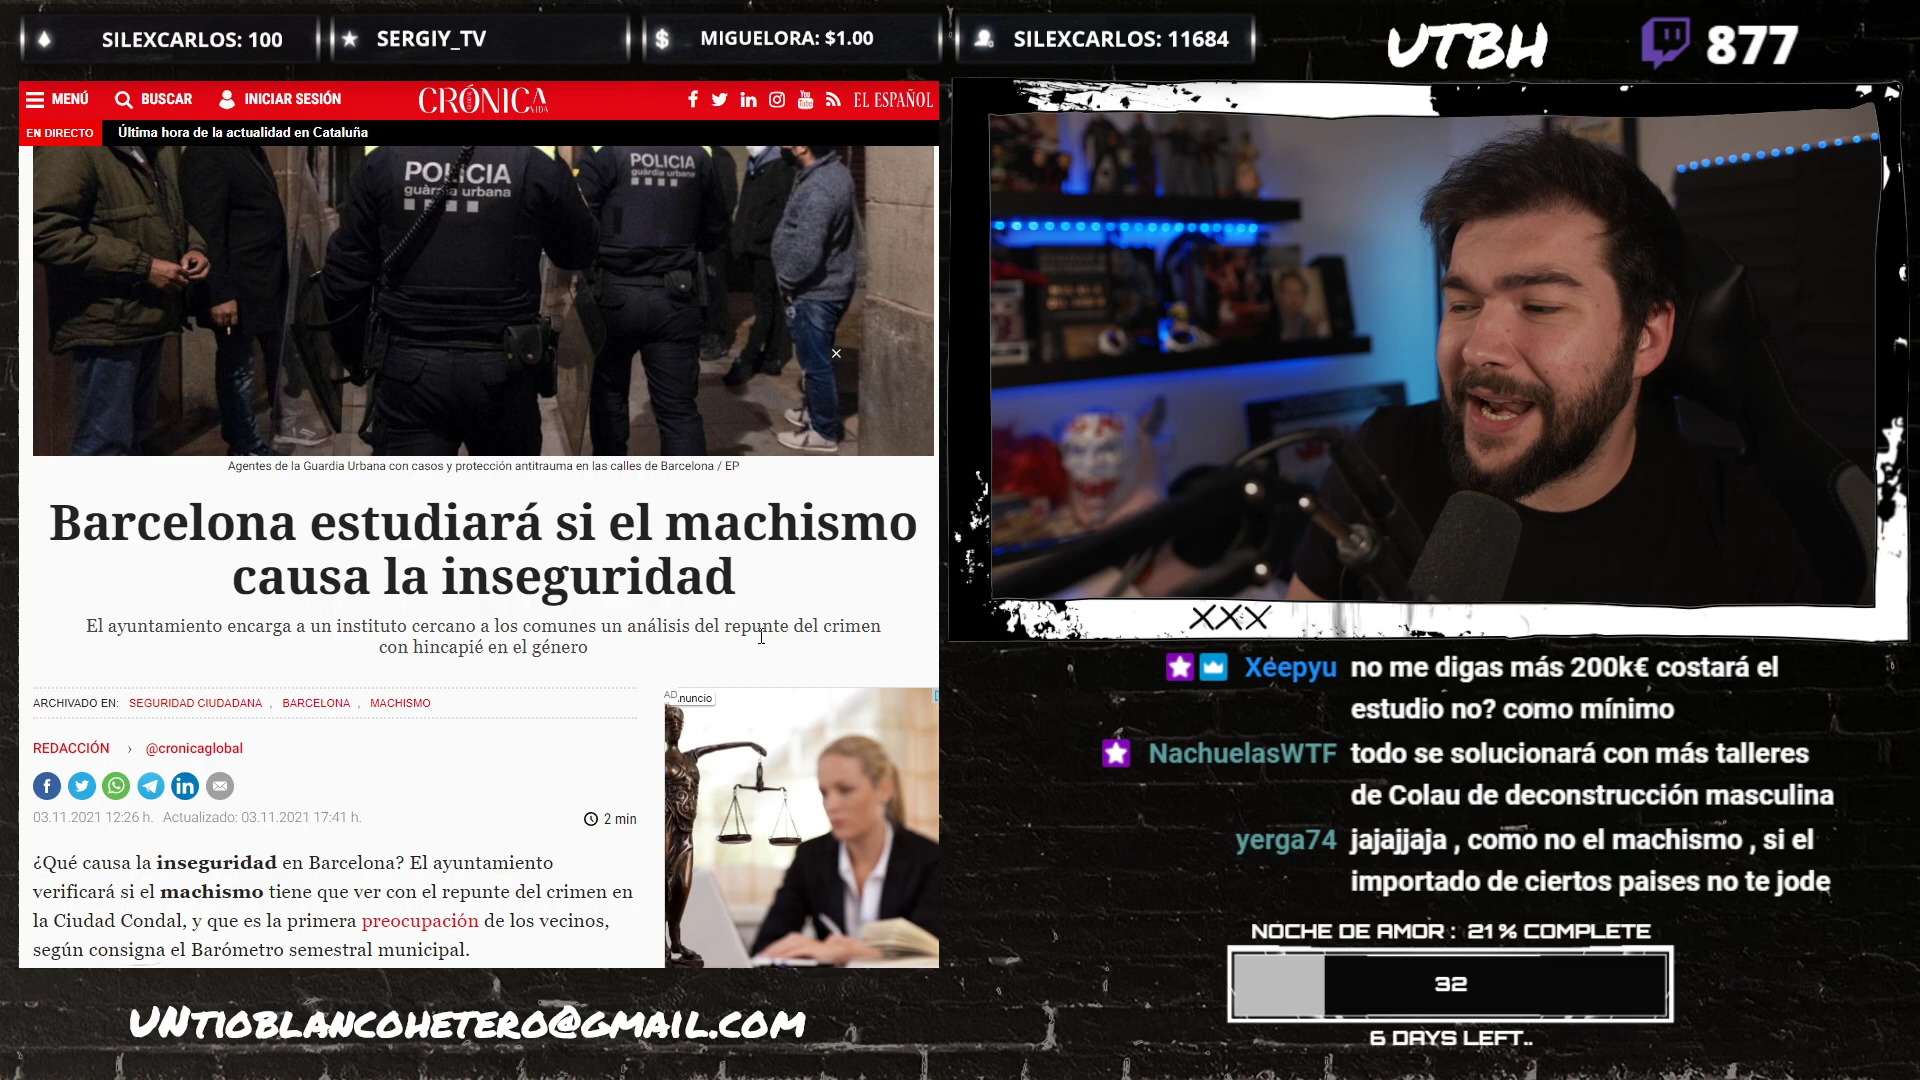 SILEXCARLOS: 100
SERGIY_TV
MIGUELORA: $1.00
SILEXCARLOS: 11684
UTBH
877
MENÚ
BUSCAR
INICIAR SESIÓN
CRÓNICA
VIDA
EL ESPAÑOL
EN DIRECTO
Última hora de la actualidad en Cataluña
POLICIA
guàrdia urbana
POLICIA
guàrdia urbana
Agentes de la Guardia Urbana con casos y protección antitrauma en las calles de Barcelona / EP
Barcelona estudiará si el machismo
causa la inseguridad
El ayuntamiento encarga a un instituto cercano a los comunes un análisis del repunte del crimen
con hincapié en el género
ARCHIVADO EN: SEGURIDAD CIUDADANA , BARCELONA , MACHISMO
REDACCIÓN › @cronicaglobal
03.11.2021 12:26 h. Actualizado: 03.11.2021 17:41 h.
2 min
AD
nuncio
¿Qué causa la inseguridad en Barcelona? El ayuntamiento
verificará si el machismo tiene que ver con el repunte del crimen en
la Ciudad Condal, y que es la primera preocupación de los vecinos,
según consigna el Barómetro semestral municipal.
XXX
Xeepyu no me digas más 200k€ costará el
estudio no? como mínimo
NachuelasWTF todo se solucionará con más talleres
de Colau de deconstrucción masculina
yerga74 jajajjaja , como no el machismo , si el
importado de ciertos paises no te jode
NOCHE DE AMOR : 21% COMPLETE
32
6 DAYS LEFT..
UNTIOBLANCOHETERO@GMAIL.COM